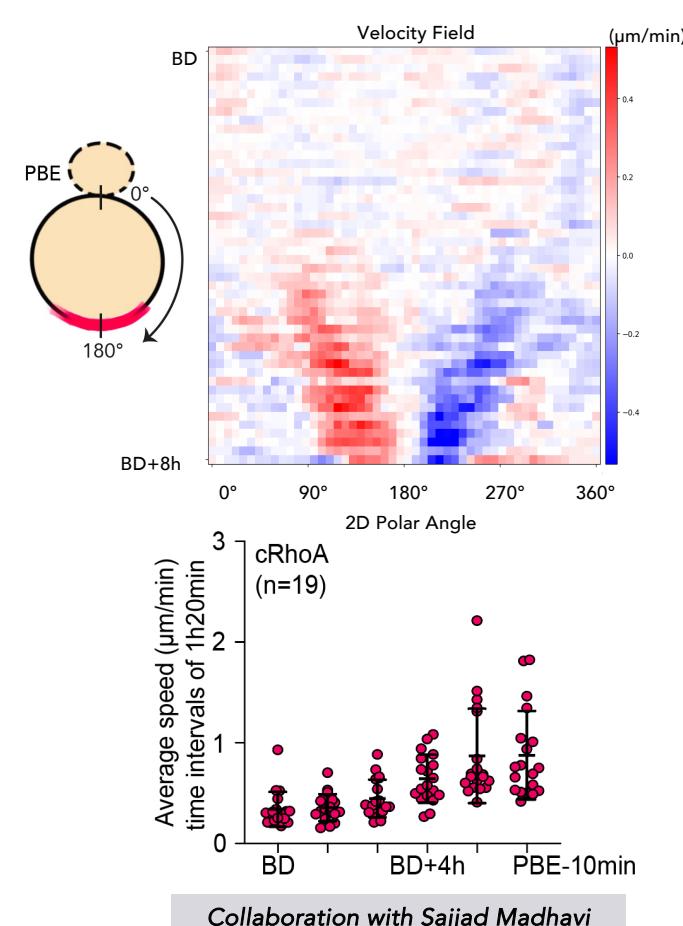 Velocity Field
(μm/min)
BD
0.4
0.2
0.0
−0.2
−0.4
PBE
0°
180°
BD+8h
0°
90°
180°
270°
360°
2D Polar Angle
3
2
1
0
cRhoA
(n=19)
Average speed (μm/min)
time intervals of 1h20min
BD
BD+4h
PBE-10min
Collaboration with Sajjad Madhavi